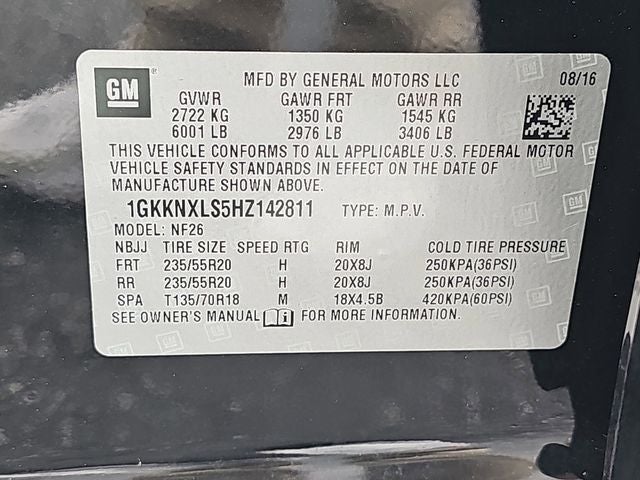 GM ® MFD BY GENERAL MOTORS LLC 08/16
GVWR GAWR FRT GAWR RR
2722 KG 1350 KG 1545 KG
6001 LB 2976 LB 3406 LB
THIS VEHICLE CONFORMS TO ALL APPLICABLE U.S. FEDERAL MOTOR
VEHICLE SAFETY STANDARDS IN EFFECT ON THE DATE OF
MANUFACTURE SHOWN ABOVE.
1GKKNXLS5HZ142811 TYPE: M.P.V.
MODEL: NF26
NBJJ TIRE SIZE SPEED RTG RIM COLD TIRE PRESSURE
FRT 235/55R20 H 20X8J 250KPA(36PSI)
RR 235/55R20 H 20X8J 250KPA(36PSI)
SPA T135/70R18 M 18X4.5B 420KPA(60PSI)
SEE OWNER'S MANUAL i FOR MORE INFORMATION.